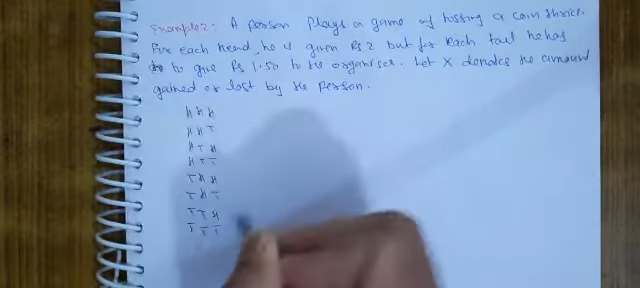 Example 2: A person plays a game of tossing a coin thrice.
For each head, he is given Rs 2 but for each tail he has
to give Rs 1.50 to the organiser. Let X denotes the amount
gained or lost by the person.
H H H
H H T
H T H
H T T
T H H
T H T
T T H
T T T